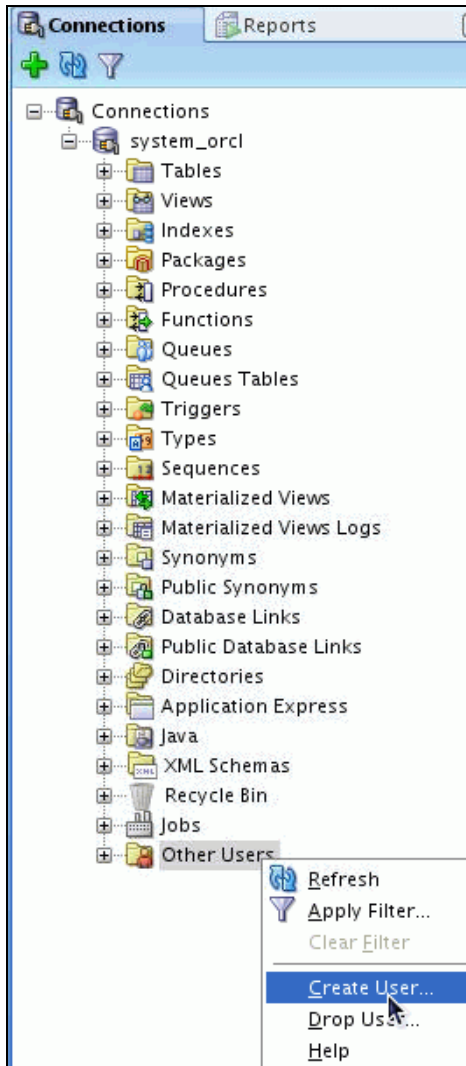 Connections Reports
Connections
system_orcl
Tables
Views
Indexes
Packages
Procedures
Functions
Queues
Queues Tables
Triggers
Types
Sequences
Materialized Views
Materialized Views Logs
Synonyms
Public Synonyms
Database Links
Public Database Links
Directories
Application Express
Java
XML Schemas
Recycle Bin
Jobs
Other Users
Refresh
Apply Filter...
Clear Filter
Create User...
Drop User...
Help